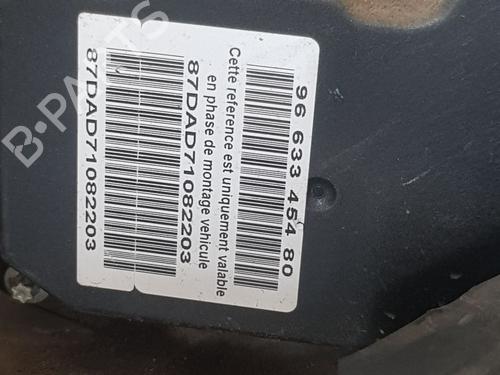 96 633 454 80
Cette reference est uniquement valable
en phase de montage vehicule
87DAD71082203
87DAD71082203
B-PARTS